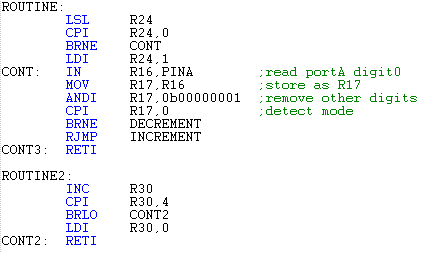 ROUTINE:
LSL R24
CPI R24,0
BRNE CONT
LDI R24,1
CONT: IN R16,PINA ;read portA digit0
MOV R17,R16 ;store as R17
ANDI R17,0b00000001 ;remove other digits
CPI R17,0 ;detect mode
BRNE DECREMENT
RJMP INCREMENT
CONT3: RETI
ROUTINE2:
INC R30
CPI R30,4
BRLO CONT2
LDI R30,0
CONT2: RETI